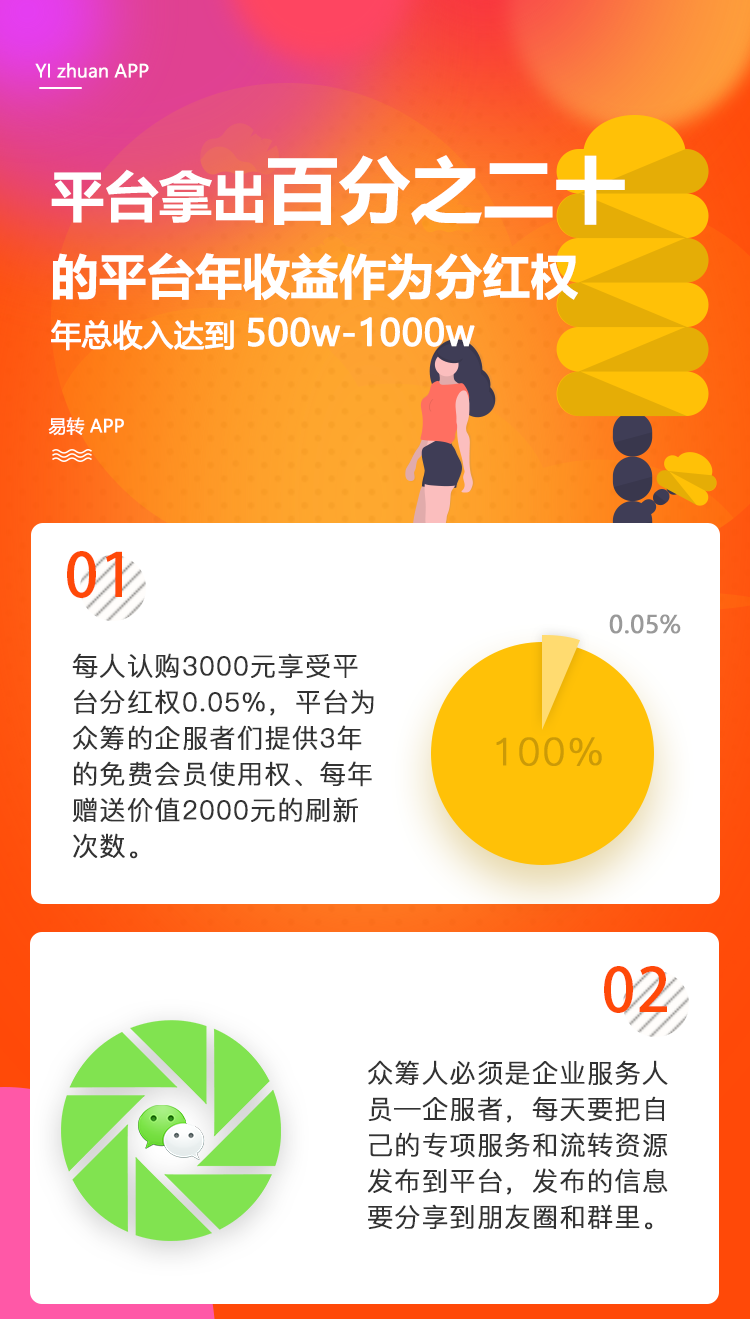 YI zhuan APP
平台拿出百分之二十
的平台年收益作为分红权
年总收入达到 500w-1000w
易转 APP
01
0.05%
100%
每人认购3000元享受平
台分红权0.05%，平台为
众筹的企服者们提供3年
的免费会员使用权、每年
赠送价值2000元的刷新
次数。
02
众筹人必须是企业服务人
员—企服者，每天要把自
己的专项服务和流转资源
发布到平台，发布的信息
要分享到朋友圈和群里。